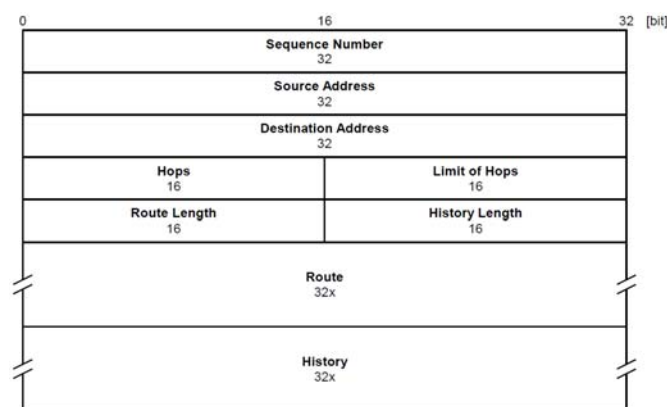 0 16 32 [bit]
Sequence Number
32
Source Address
32
Destination Address
32
Hops Limit of Hops
16 16
Route Length History Length
16 16
Route
32x
History
32x